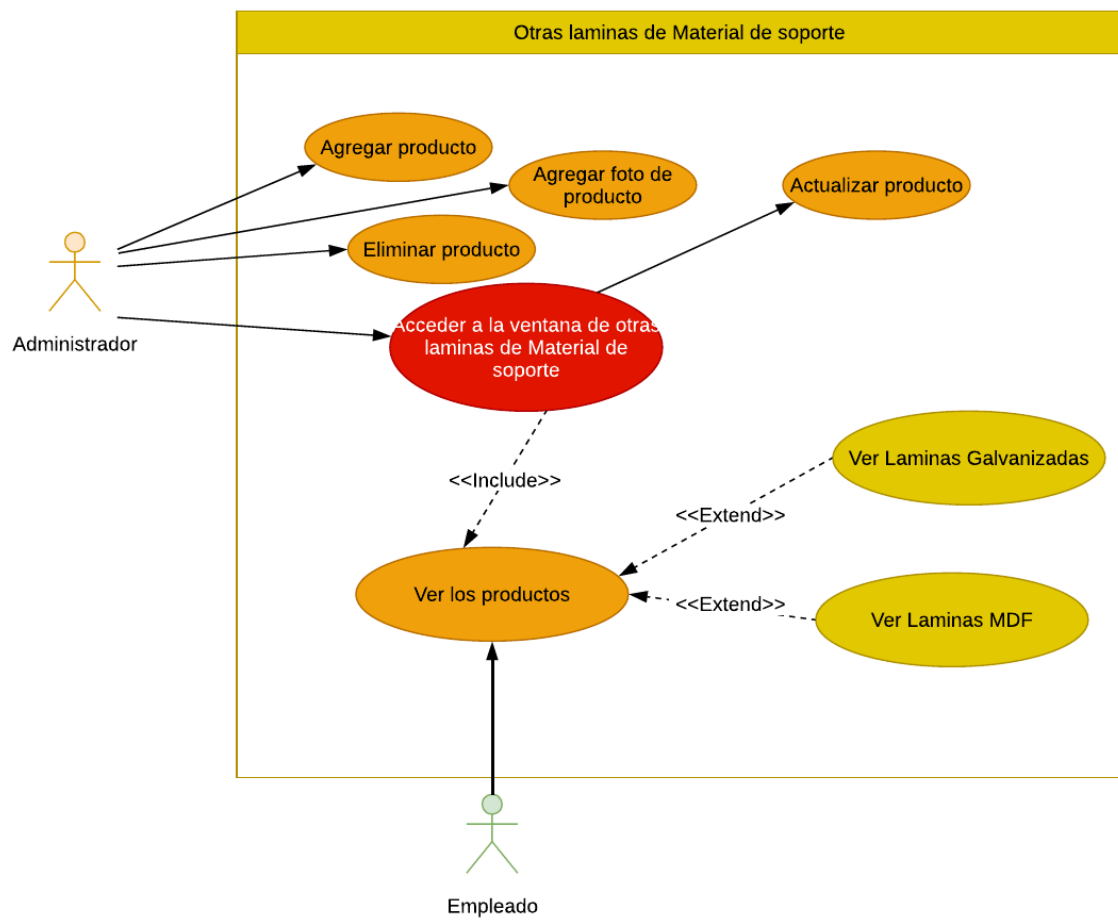 Otras laminas de Material de soporte
Agregar producto
Agregar foto de
producto
Actualizar producto
Eliminar producto
Administrador
Acceder a la ventana de otras
laminas de Material de
soporte
Ver Laminas Galvanizadas
<<Include>>
<<Extend>>
Ver los productos
<<Extend>>
Ver Laminas MDF
Empleado